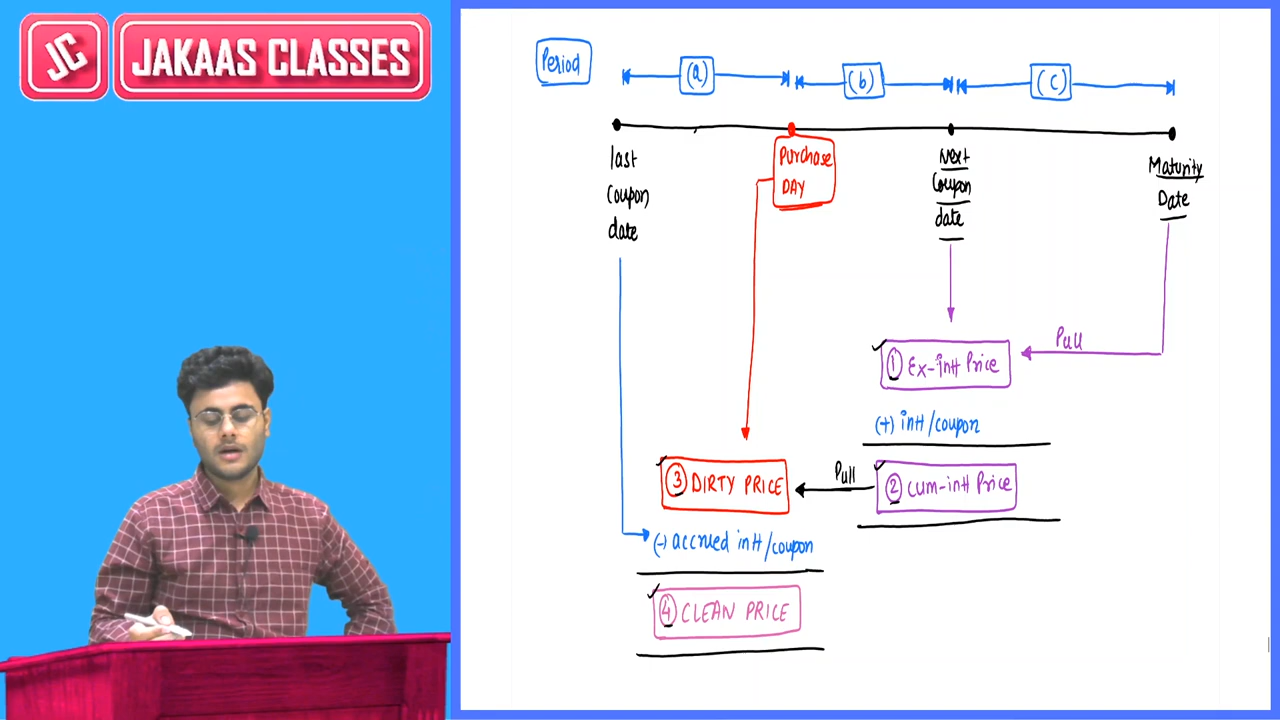 JC
JAKAAS CLASSES
Period
(a)
(b)
(c)
last
coupon
date
Purchase
DAY
Next
coupon
date
Maturity
Date
Pull
① Ex-intt Price
(+) intt/coupon
② Cum-intt Price
Pull
③ DIRTY PRICE
(-) accrued intt/coupon
④ CLEAN PRICE